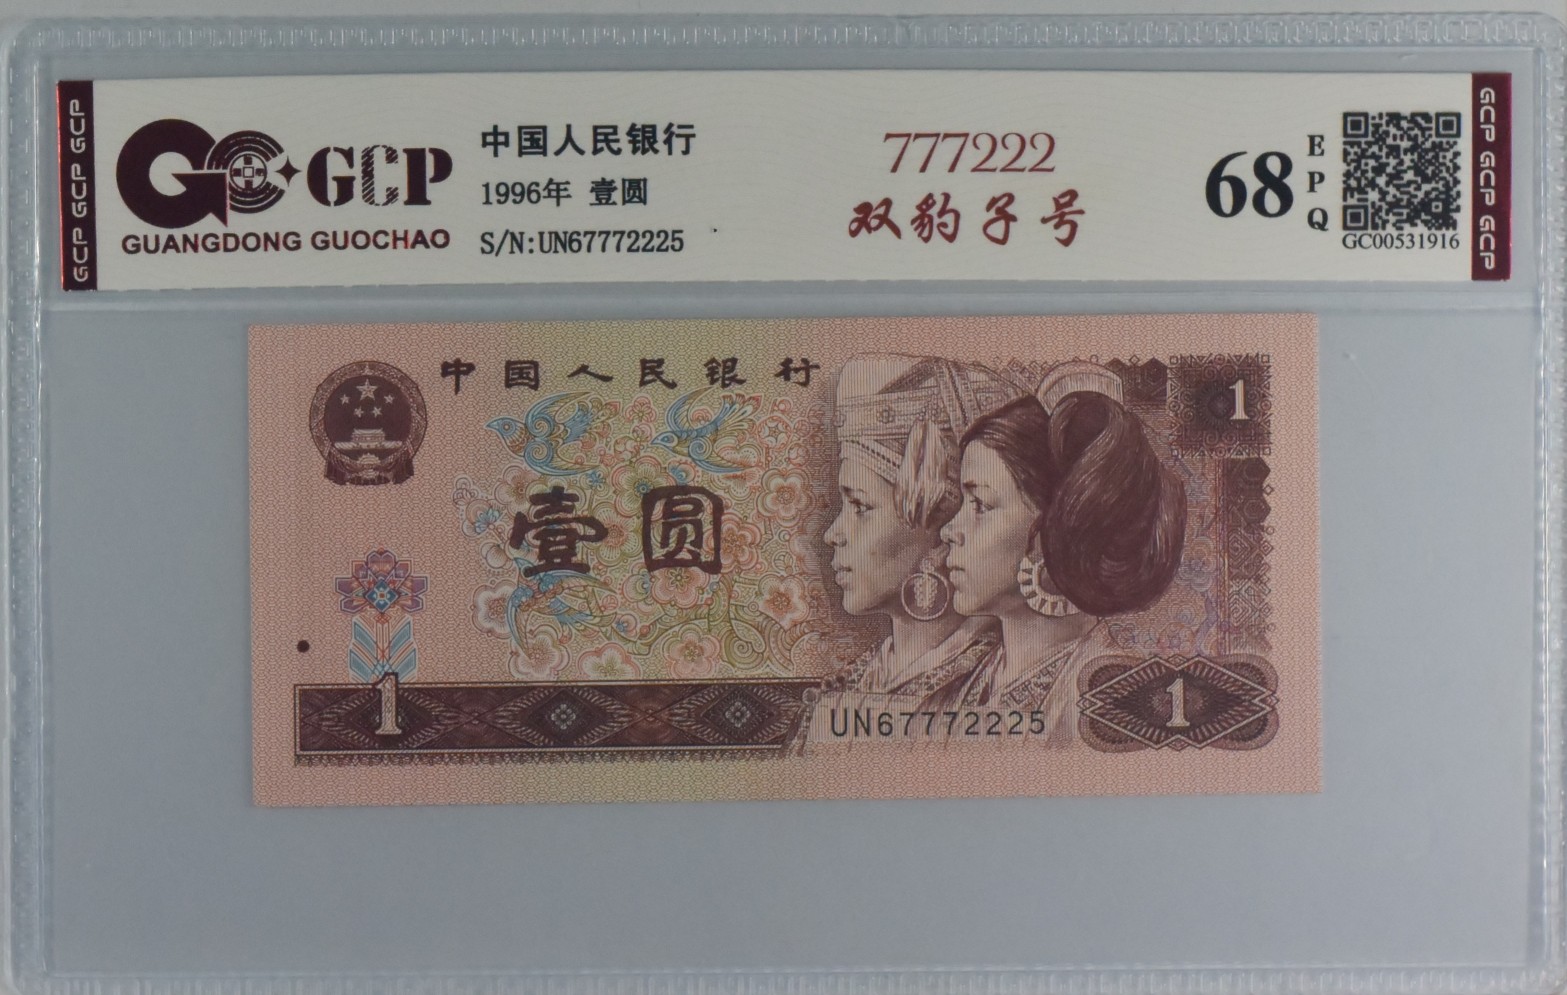 GCP GCP GCP
GCP
GUANGDONG GUOCHAO
中国人民银行
1996年 壹圆
S/N:UN67772225
777222
双豹子号
68
EPQ
GC00531916
GCP GCP GCP
中国人民银行
1
壹圆
1
UN67772225
1